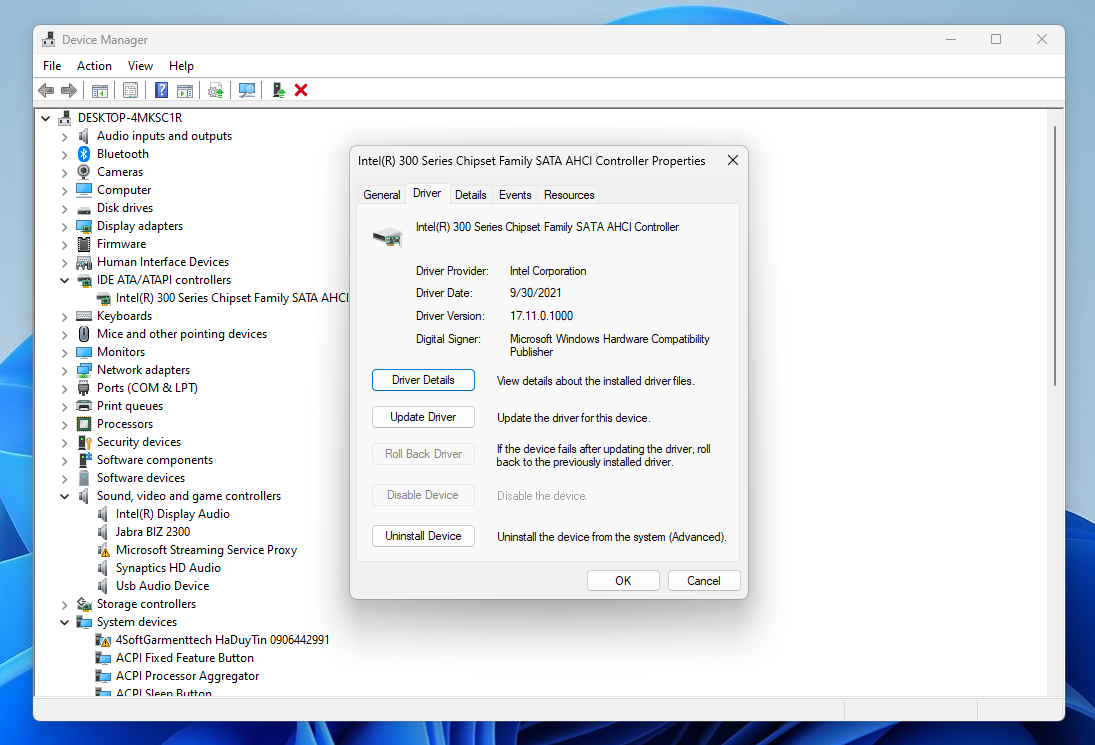 Device Manager
File Action View Help
DESKTOP-4MKSC1R
Audio inputs and outputs
Bluetooth
Cameras
Computer
Disk drives
Display adapters
Firmware
Human Interface Devices
IDE ATA/ATAPI controllers
Intel(R) 300 Series Chipset Family SATA AHCI
Keyboards
Mice and other pointing devices
Monitors
Network adapters
Ports (COM & LPT)
Print queues
Processors
Security devices
Software components
Software devices
Sound, video and game controllers
Intel(R) Display Audio
Jabra BIZ 2300
Microsoft Streaming Service Proxy
Synaptics HD Audio
Usb Audio Device
Storage controllers
System devices
4SoftGarmenttech HaDuyTin 0906442991
ACPI Fixed Feature Button
ACPI Processor Aggregator
ACPI Sleep Button
Intel(R) 300 Series Chipset Family SATA AHCI Controller Properties
General Driver Details Events Resources
Intel(R) 300 Series Chipset Family SATA AHCI Controller
Driver Provider: Intel Corporation
Driver Date: 9/30/2021
Driver Version: 17.11.0.1000
Digital Signer: Microsoft Windows Hardware Compatibility
Publisher
Driver Details View details about the installed driver files.
Update Driver Update the driver for this device.
Roll Back Driver If the device fails after updating the driver, roll
back to the previously installed driver.
Disable Device Disable the device.
Uninstall Device Uninstall the device from the system (Advanced).
OK Cancel